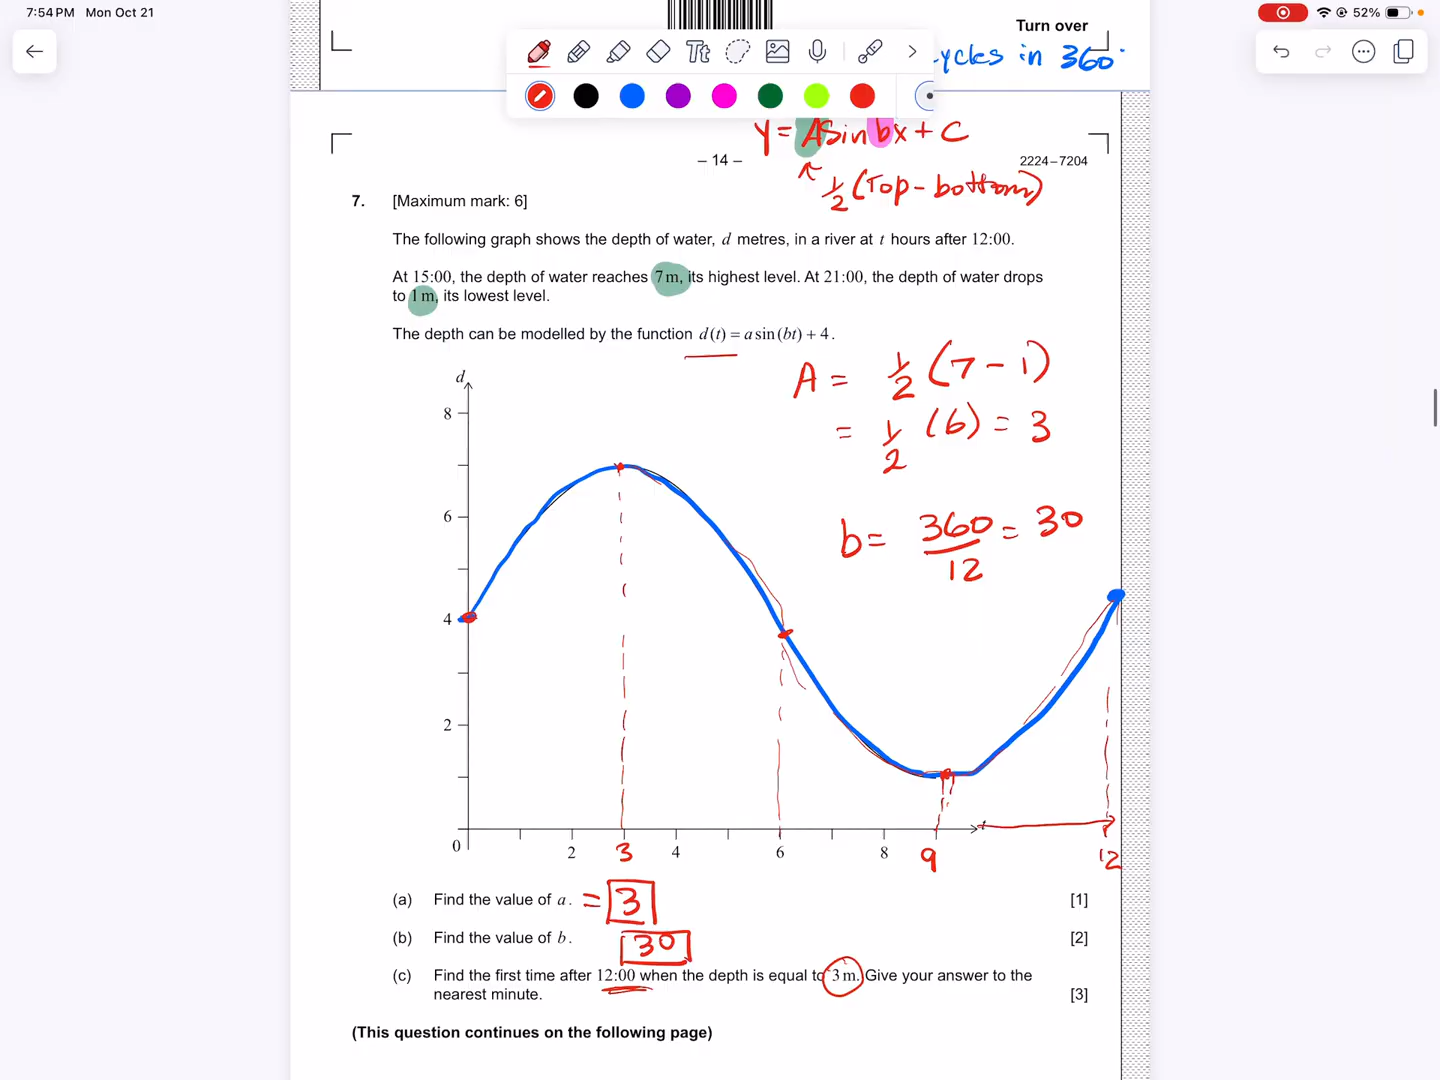 7:54 PM Mon Oct 21
52%
Turn over
ycles in 360°
Tt
y = A sin bx + C
– 14 –
2224–7204
1/2 (Top - bottom)
7. [Maximum mark: 6]
The following graph shows the depth of water, d metres, in a river at t hours after 12:00.
At 15:00, the depth of water reaches 7 m, its highest level. At 21:00, the depth of water drops
to 1 m, its lowest level.
The depth can be modelled by the function d(t) = a sin(bt) + 4.
A = 1/2 (7 - 1)
= 1/2 (6) = 3
b = 360/12 = 30
d
8
6
4
2
0
2 3 4 6 8 9 12
t
(a) Find the value of a. = 3 [1]
(b) Find the value of b. 30 [2]
(c) Find the first time after 12:00 when the depth is equal to 3 m. Give your answer to the
nearest minute. [3]
(This question continues on the following page)